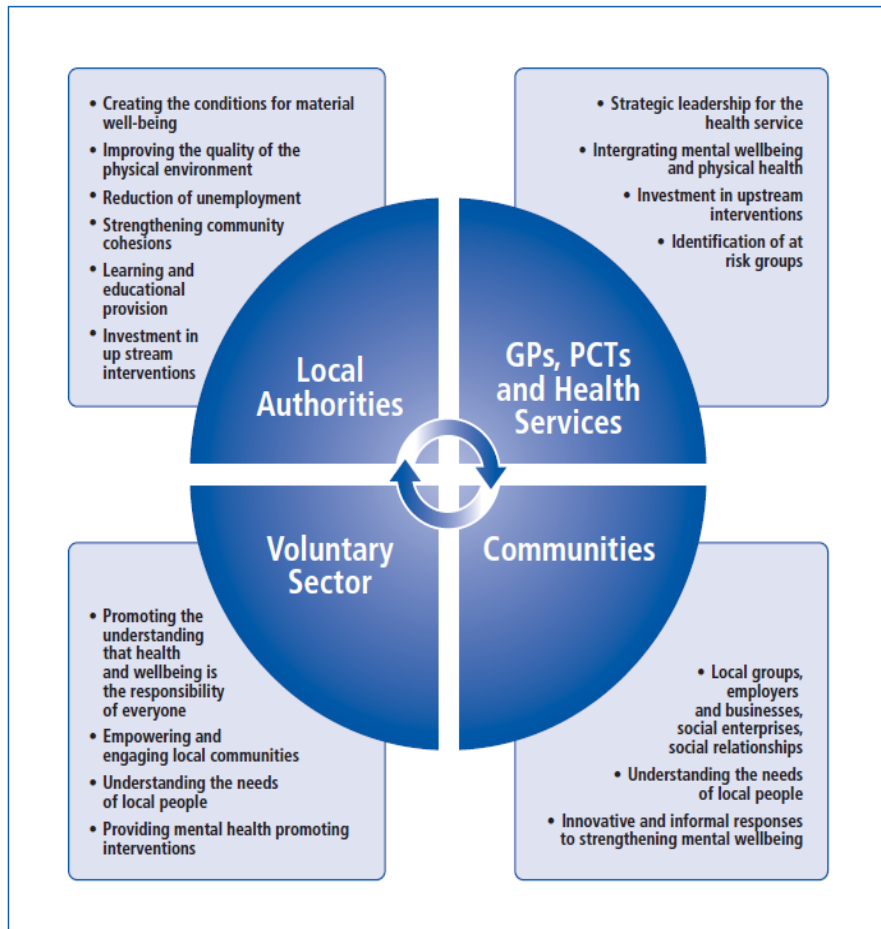 • Creating the conditions for material
well-being
• Improving the quality of the
physical environment
• Reduction of unemployment
• Strengthening community
cohesions
• Learning and
educational
provision
• Investment in
up stream
interventions
• Strategic leadership for the
health service
• Intergrating mental wellbeing
and physical health
• Investment in upstream
interventions
• Identification of at
risk groups
Local
Authorities
GPs, PCTs
and Health
Services
Voluntary
Sector
Communities
• Promoting the
understanding
that health
and wellbeing is
the responsibility
of everyone
• Empowering and
engaging local communities
• Understanding the needs
of local people
• Providing mental health promoting
interventions
• Local groups,
employers
and businesses,
social enterprises,
social relationships
• Understanding the needs
of local people
• Innovative and informal responses
to strengthening mental wellbeing